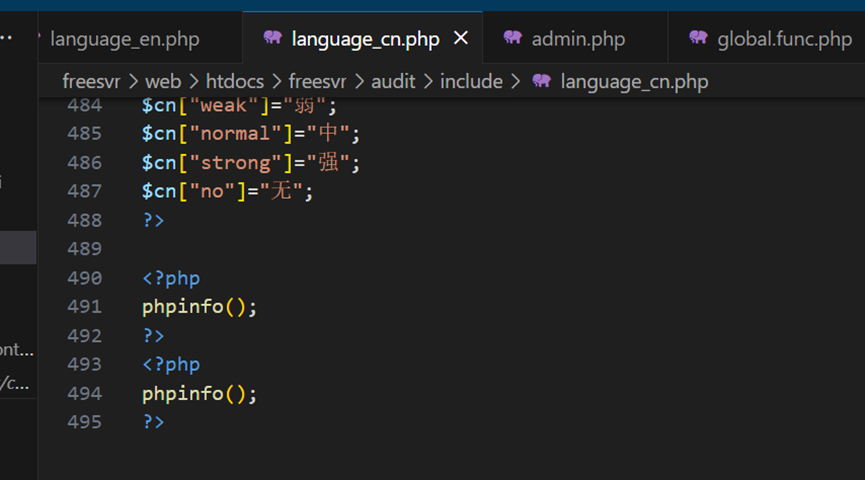 language_en.php language_cn.php admin.php global.func.php
freesvr > web > htdocs > freesvr > audit > include > language_cn.php
484 $cn["weak"]="弱";
485 $cn["normal"]="中";
486 $cn["strong"]="强";
487 $cn["no"]="无";
488 ?>
489
490 <?php
491 phpinfo();
492 ?>
493 <?php
494 phpinfo();
495 ?>
ont...
/c...